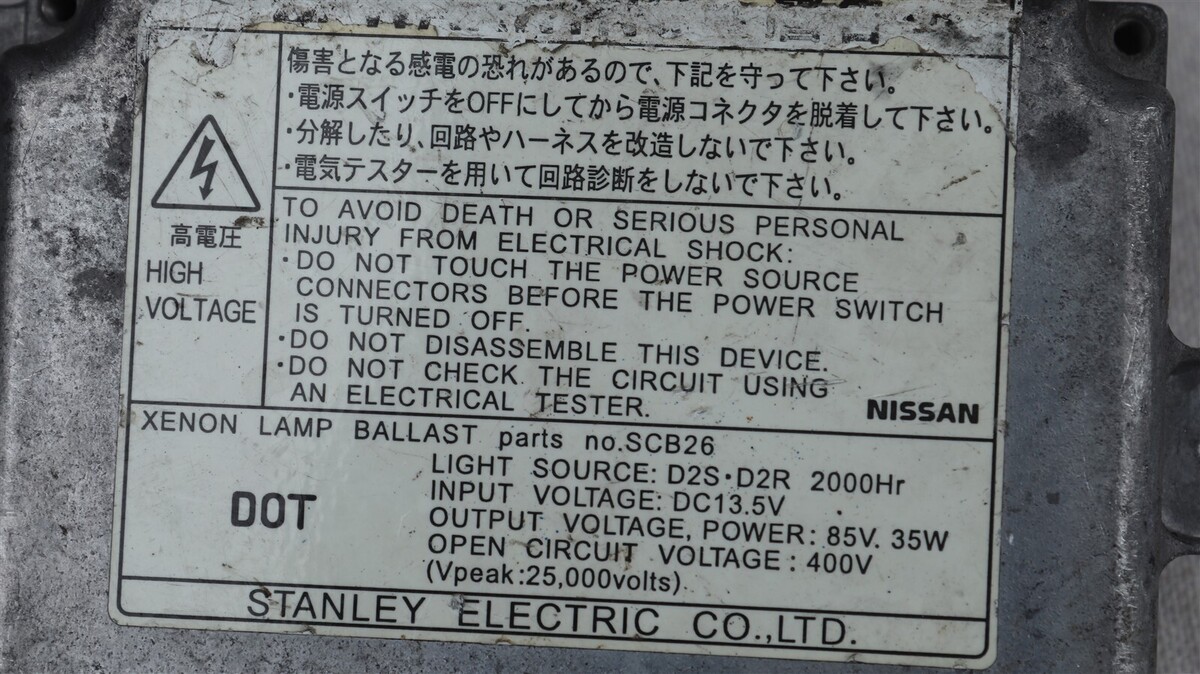 傷害となる感電の恐れがあるので、下記を守って下さい。
・電源スイッチをOFFにしてから電源コネクタを脱着して下さい。
・分解したり、回路やハーネスを改造しないで下さい。
・電気テスターを用いて回路診断をしないで下さい。
高電圧
HIGH
VOLTAGE
TO AVOID DEATH OR SERIOUS PERSONAL
INJURY FROM ELECTRICAL SHOCK:
・DO NOT TOUCH THE POWER SOURCE
CONNECTORS BEFORE THE POWER SWITCH
IS TURNED OFF.
・DO NOT DISASSEMBLE THIS DEVICE.
・DO NOT CHECK THE CIRCUIT USING
AN ELECTRICAL TESTER.
NISSAN
XENON LAMP BALLAST parts no.SCB26
LIGHT SOURCE: D2S・D2R 2000Hr
INPUT VOLTAGE: DC13.5V
DOT
OUTPUT VOLTAGE, POWER: 85V. 35W
OPEN CIRCUIT VOLTAGE : 400V
(Vpeak:25,000volts)
STANLEY ELECTRIC CO.,LTD.